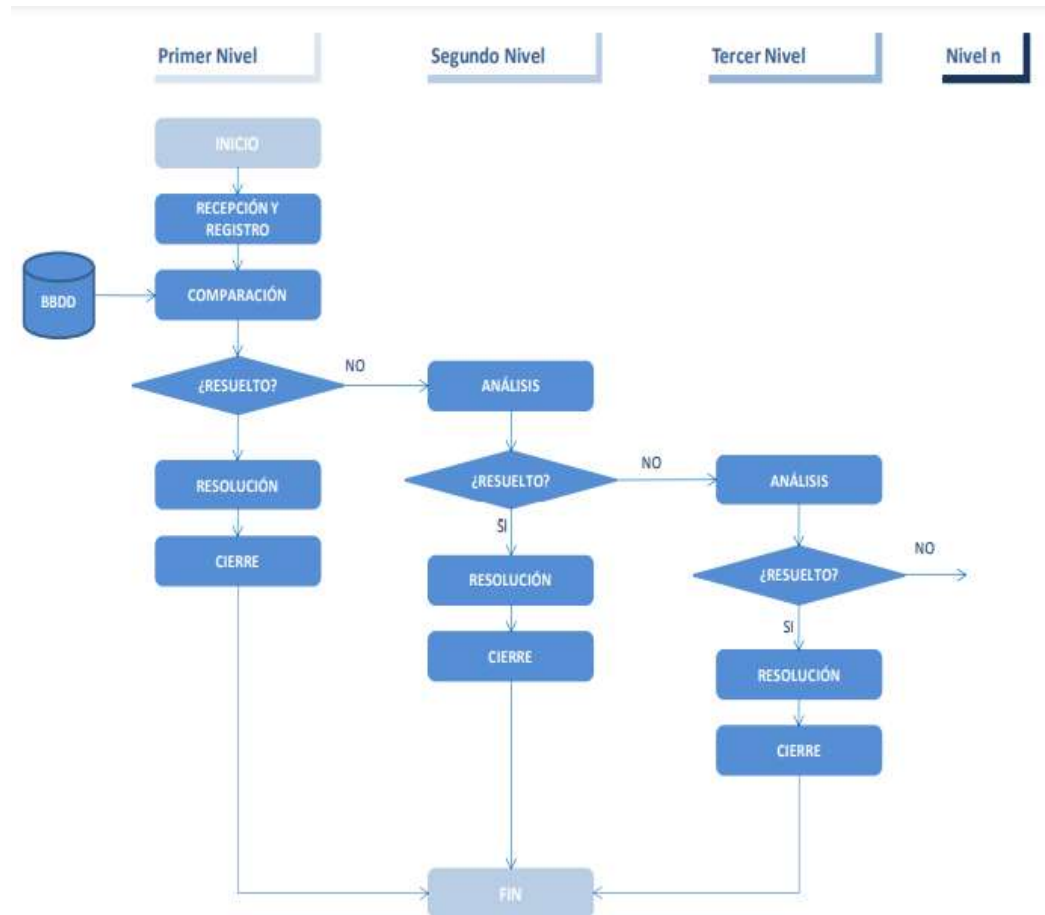 Primer Nivel
Segundo Nivel
Tercer Nivel
Nivel n
INICIO
RECEPCIÓN Y
REGISTRO
BBDD
COMPARACIÓN
¿RESUELTO?
NO
ANÁLISIS
RESOLUCIÓN
CIERRE
¿RESUELTO?
NO
ANÁLISIS
SI
RESOLUCIÓN
CIERRE
¿RESUELTO?
NO
SI
RESOLUCIÓN
CIERRE
FIN